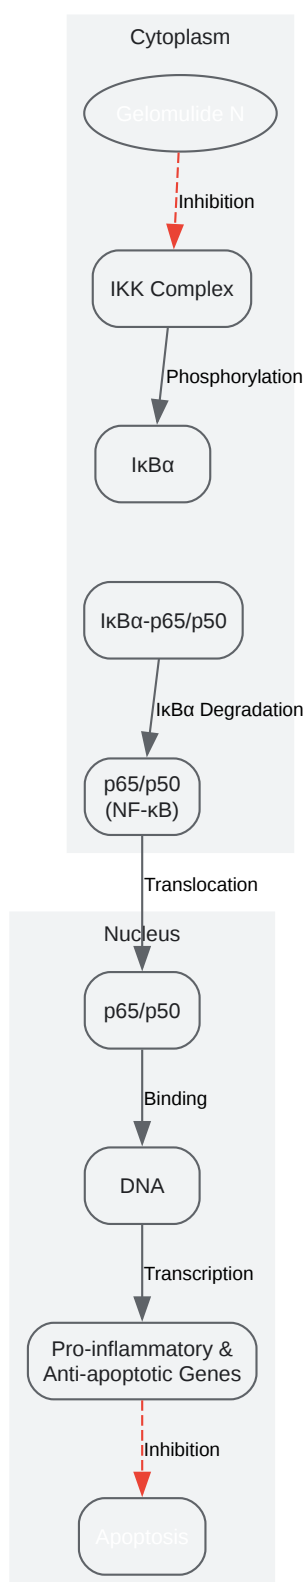 Cytoplasm
Gelomulide N
Inhibition
IKK Complex
Phosphorylation
IκBα
IκBα-p65/p50
IκBα Degradation
p65/p50
(NF-κB)
Translocation
Nucleus
p65/p50
Binding
DNA
Transcription
Pro-inflammatory &
Anti-apoptotic Genes
Inhibition
Apoptosis